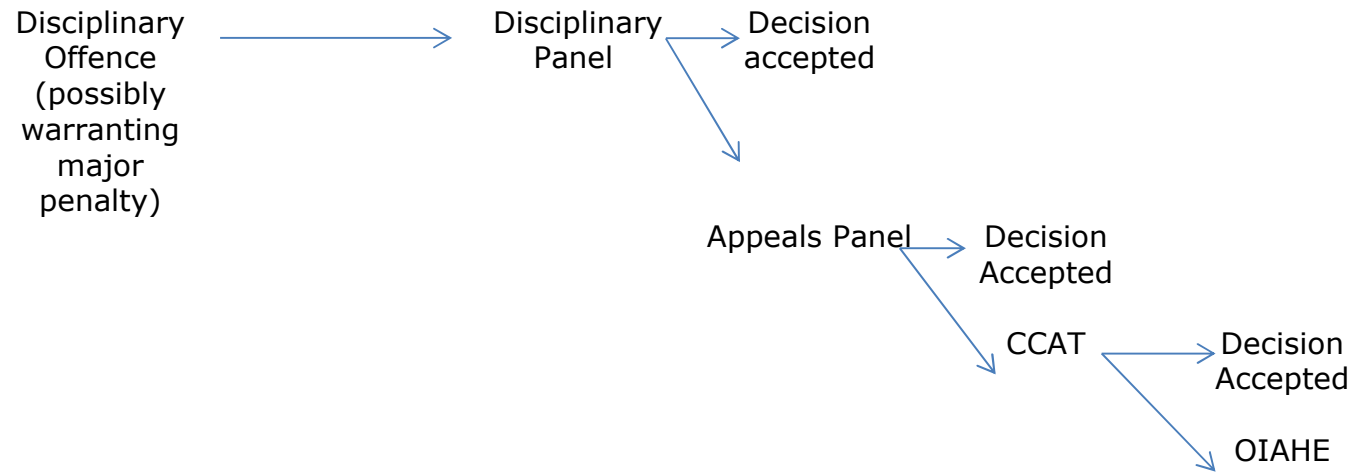 Disciplinary
Offence
(possibly
warranting
major
penalty)
Disciplinary
Panel
Decision
accepted
Appeals Panel
Decision
Accepted
CCAT
Decision
Accepted
OIAHE